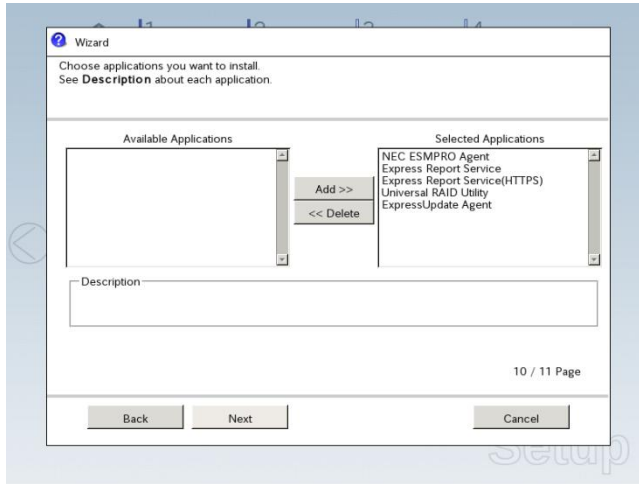 Wizard
Choose applications you want to install.
See Description about each application.
Available Applications
Selected Applications
NEC ESMPRO Agent
Express Report Service
Express Report Service(HTTPS)
Universal RAID Utility
ExpressUpdate Agent
Add >>
<< Delete
Description
10 / 11 Page
Back
Next
Cancel
Setup